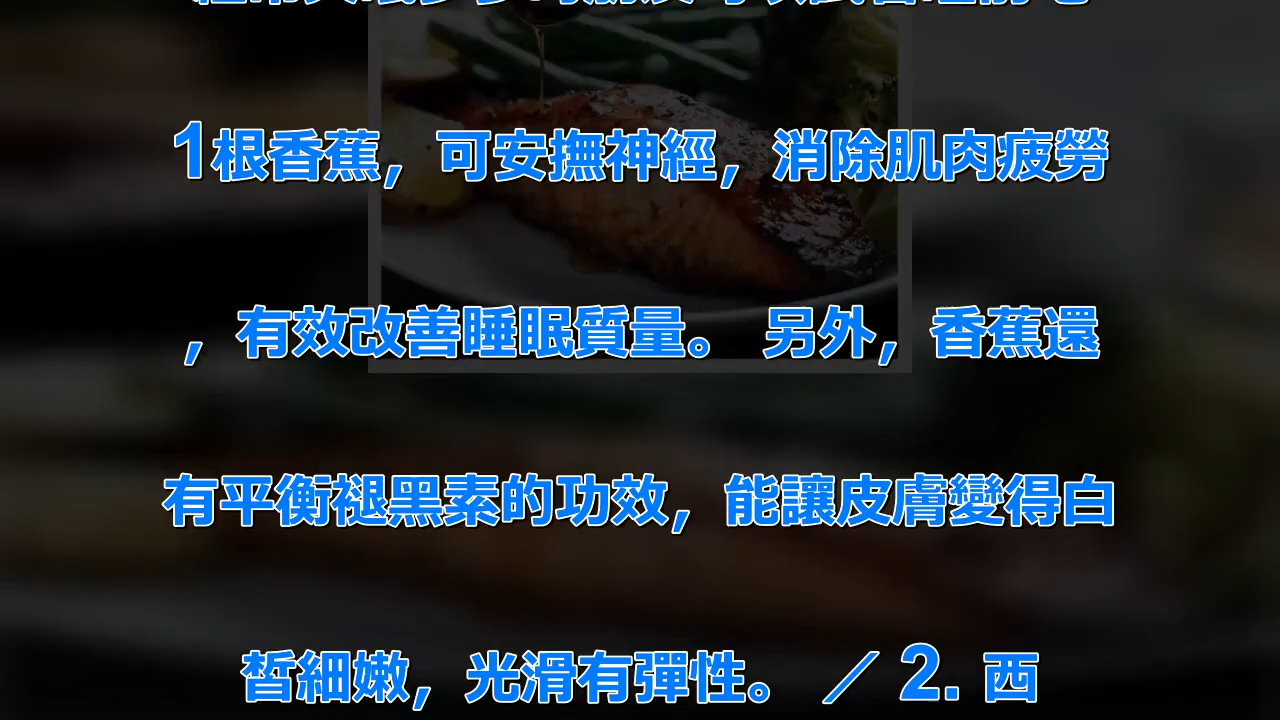 1根香蕉，可安撫神經，消除肌肉疲勞
，有效改善睡眠質量。 另外，香蕉還
有平衡褪黑素的功效，能讓皮膚變得白
皙細嫩，光滑有彈性。 ／ 2. 西